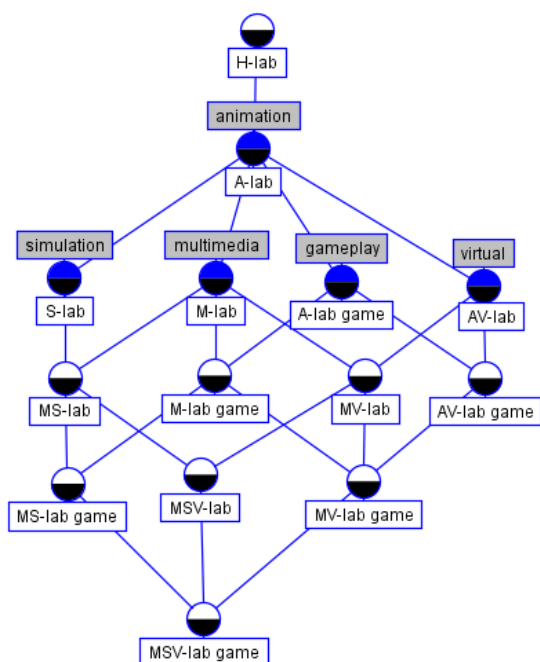 H-lab
animation
A-lab
simulation
multimedia
gameplay
virtual
S-lab
M-lab
A-lab game
AV-lab
MS-lab
M-lab game
MV-lab
AV-lab game
MS-lab game
MSV-lab
MV-lab game
MSV-lab game